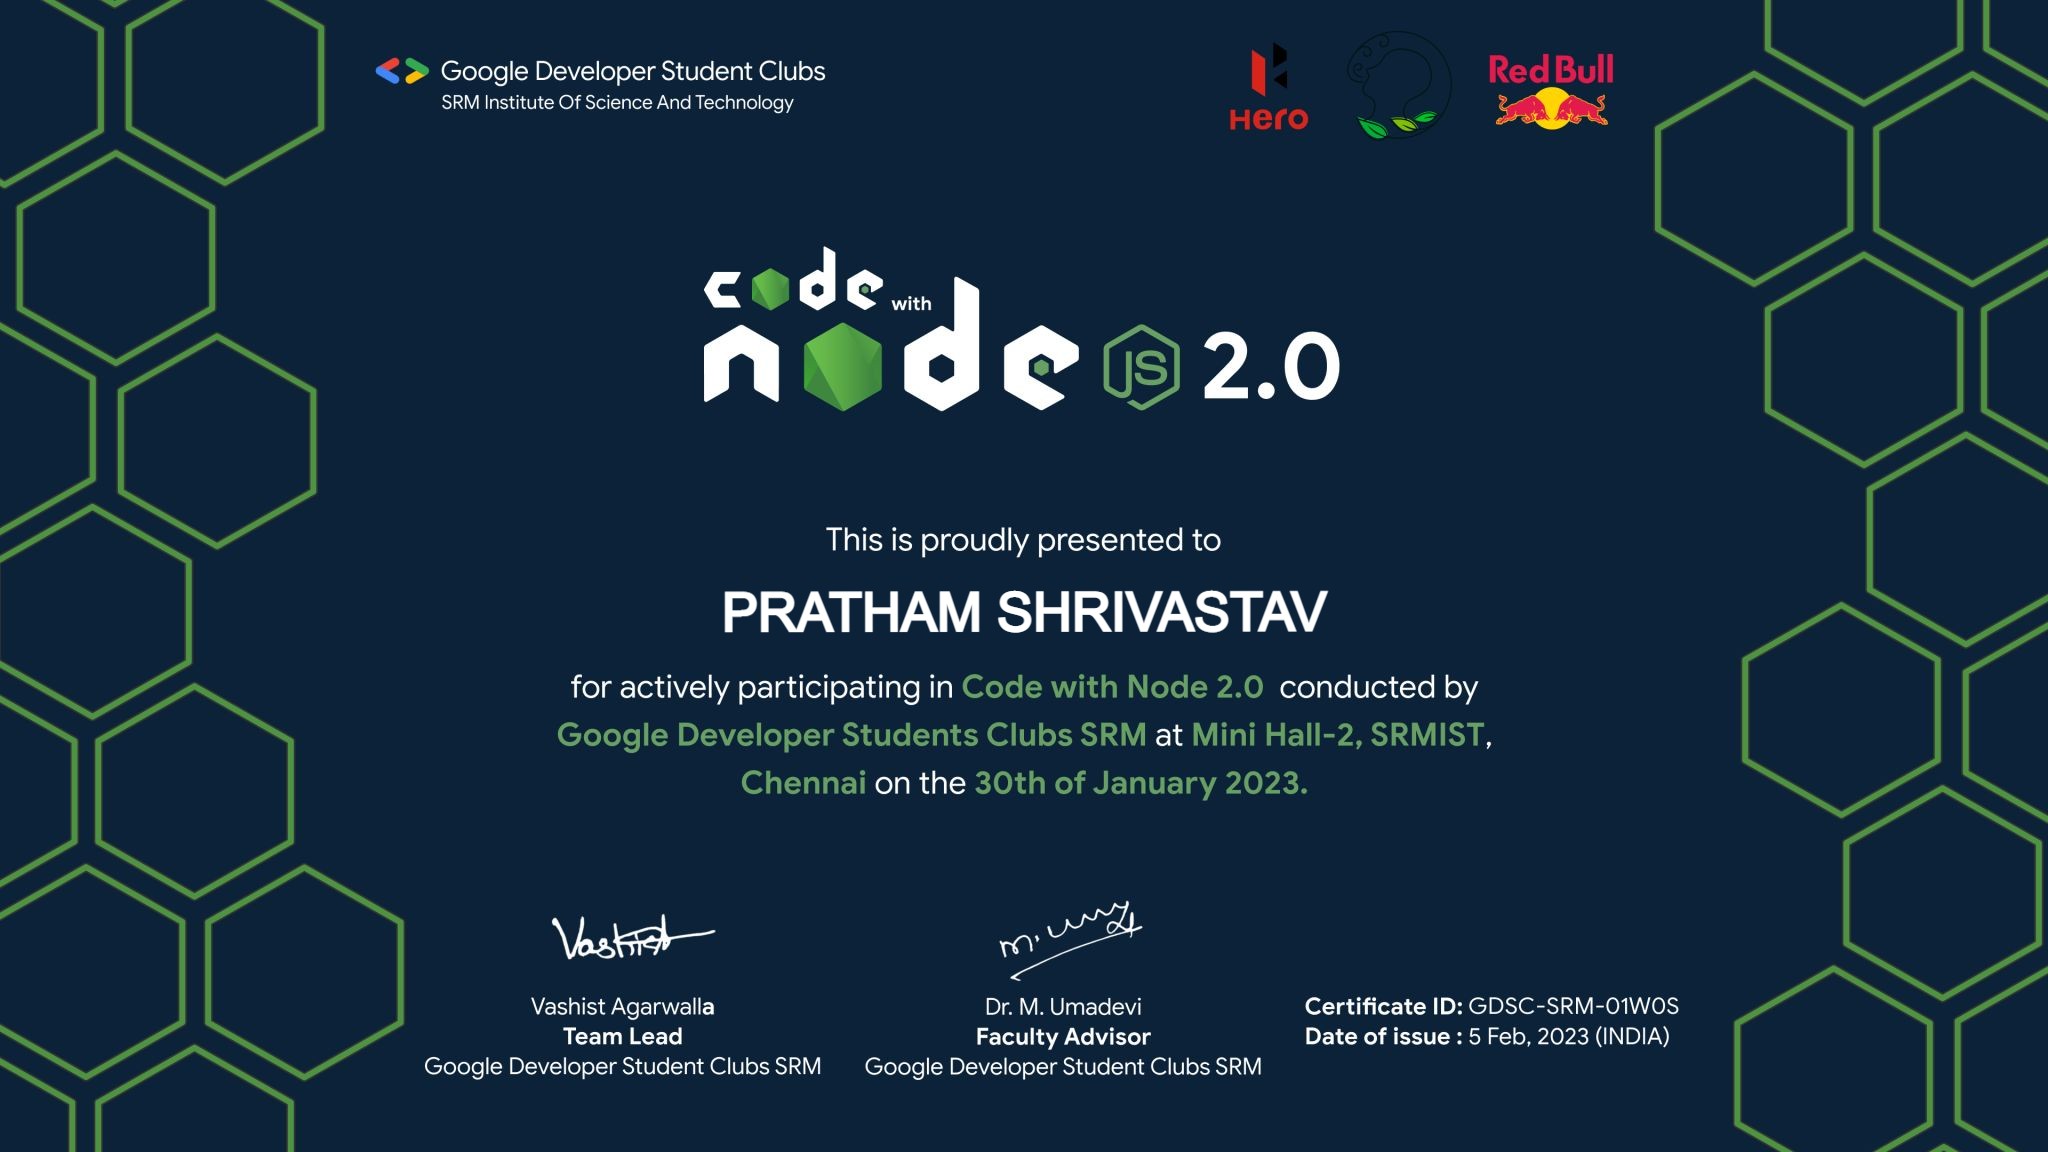 Google Developer Student Clubs
SRM Institute Of Science And Technology
Hero
Red Bull
code with
node JS 2.0
This is proudly presented to
PRATHAM SHRIVASTAV
for actively participating in Code with Node 2.0 conducted by
Google Developer Students Clubs SRM at Mini Hall-2, SRMIST,
Chennai on the 30th of January 2023.
Vashist
M. Uma
Vashist Agarwalla
Team Lead
Google Developer Student Clubs SRM
Dr. M. Umadevi
Faculty Advisor
Google Developer Student Clubs SRM
Certificate ID: GDSC-SRM-01W0S
Date of issue : 5 Feb, 2023 (INDIA)